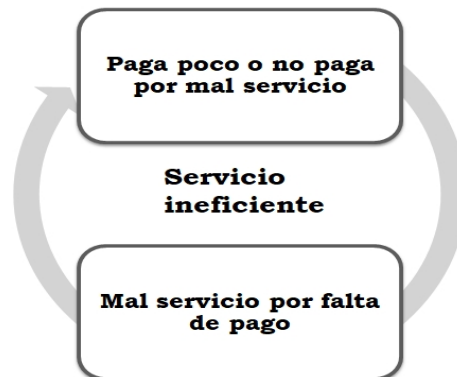 Paga poco o no paga
por mal servicio
Servicio
ineficiente
Mal servicio por falta
de pago